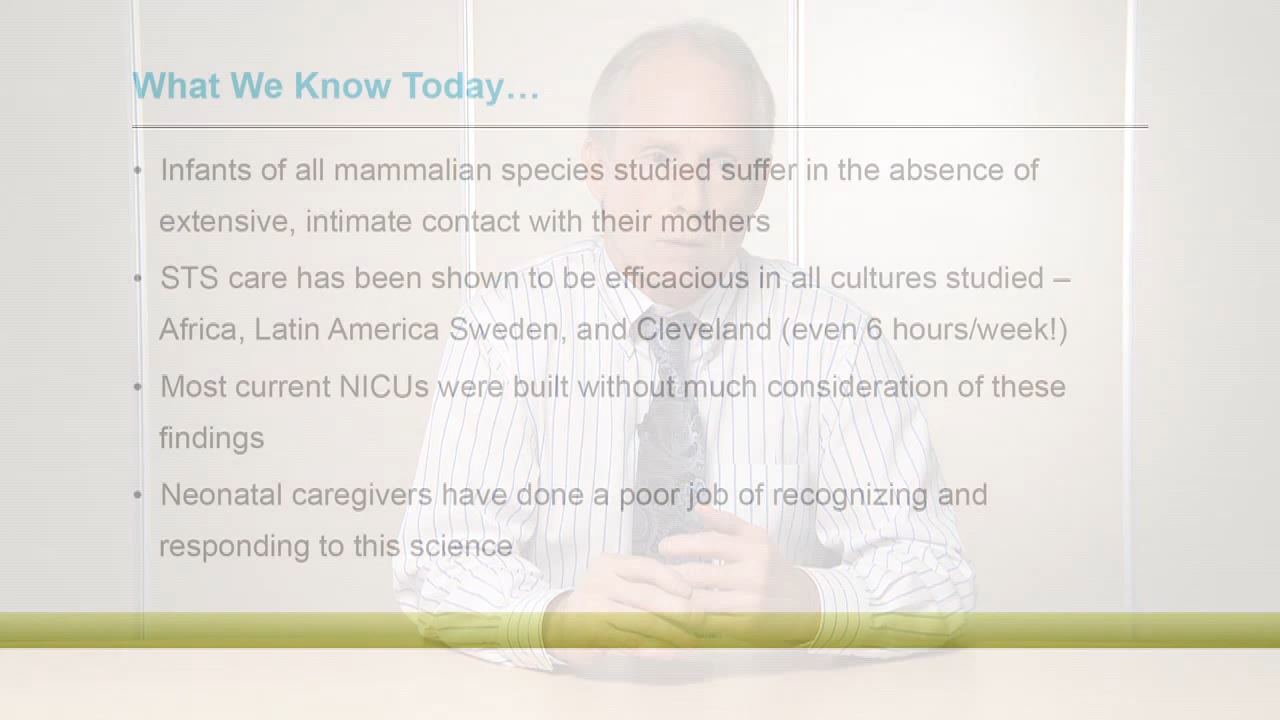 What We Know Today…
• Infants of all mammalian species studied suffer in the absence of
extensive, intimate contact with their mothers
• STS care has been shown to be efficacious in all cultures studied –
Africa, Latin America Sweden, and Cleveland (even 6 hours/week!)
• Most current NICUs were built without much consideration of these
findings
• Neonatal caregivers have done a poor job of recognizing and
responding to this science